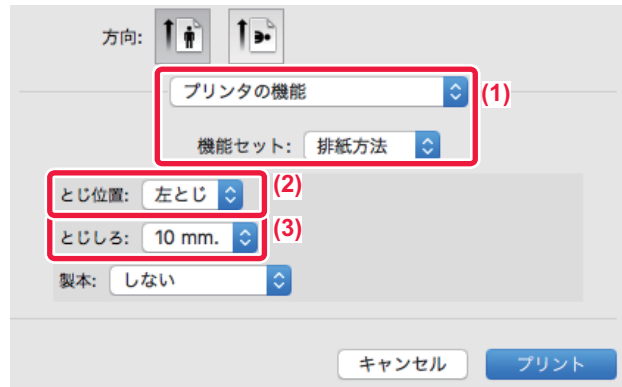 方向:
プリンタの機能 (1)
機能セット: 排紙方法
とじ位置: 左とじ (2)
とじしろ: 10 mm. (3)
製本: しない
キャンセル プリント